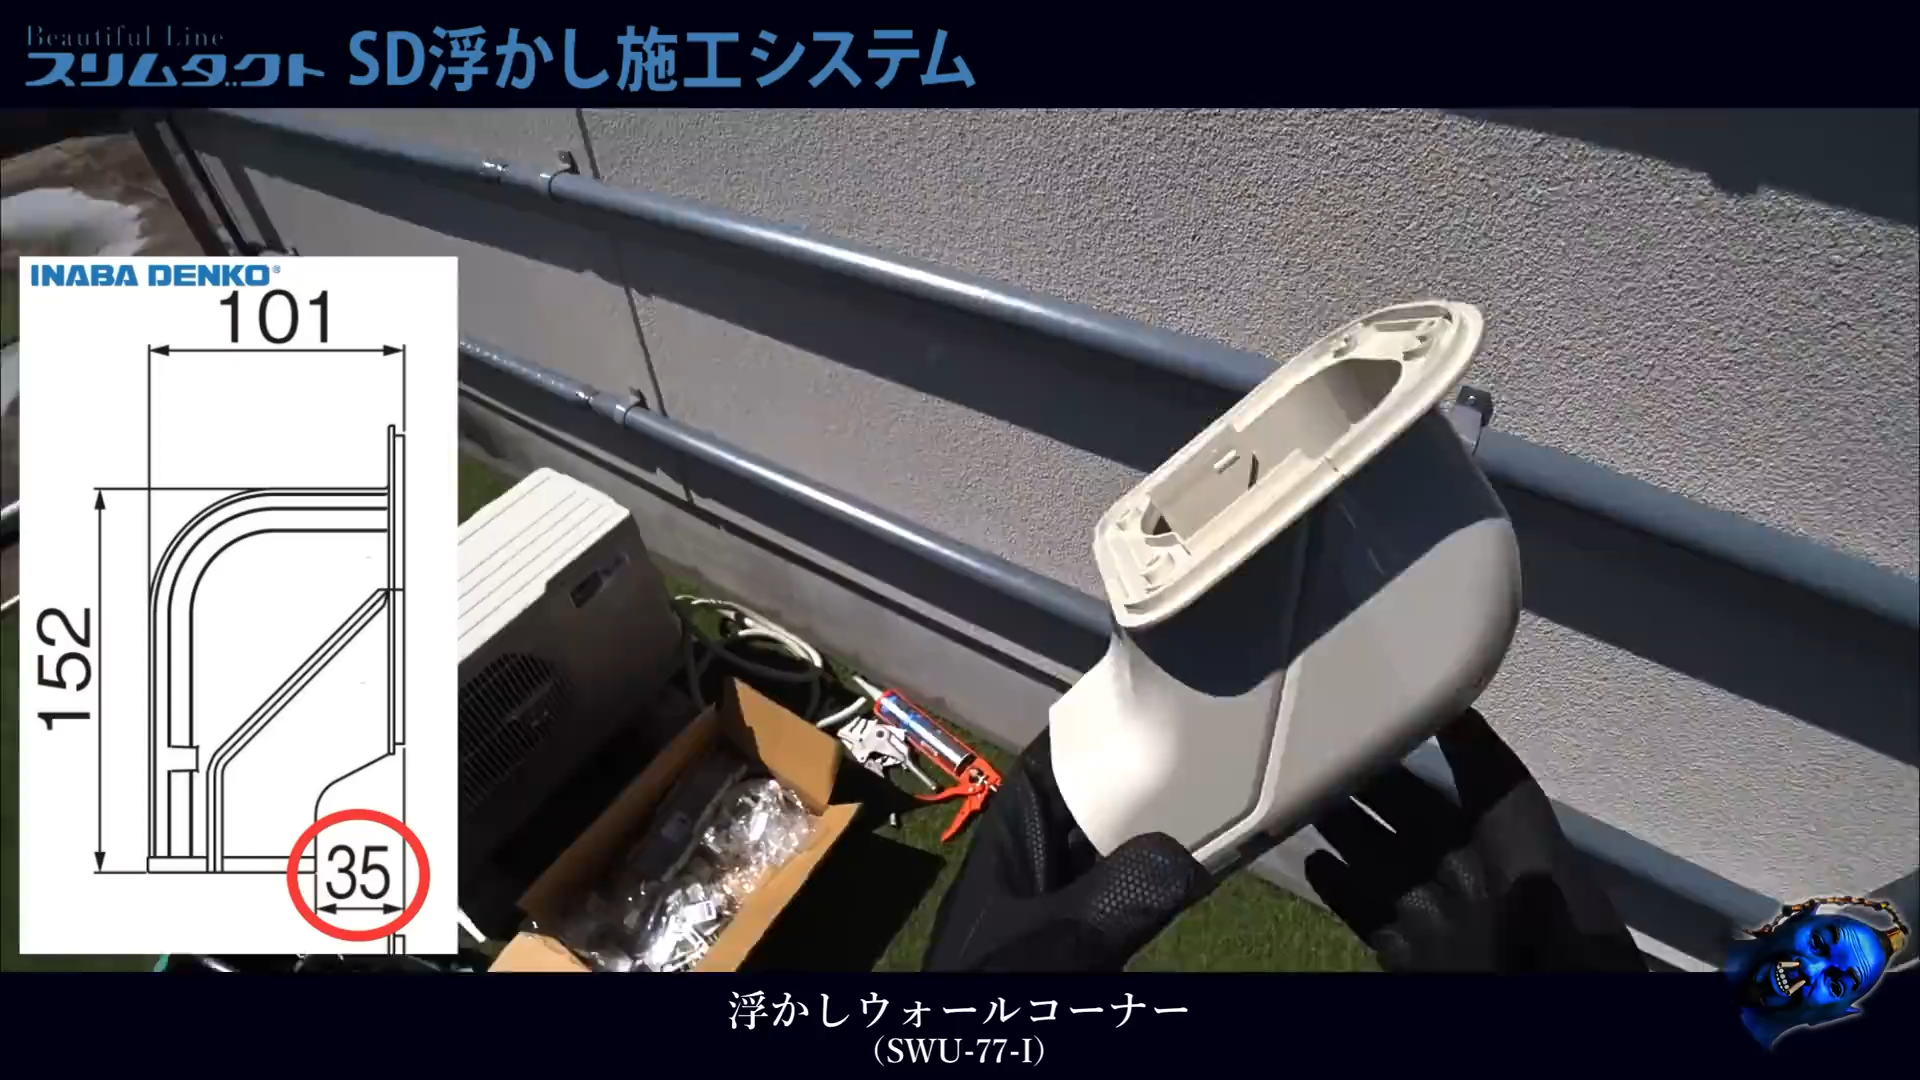 Beautiful Line
スリムダクト SD浮かし施工システム
INABA DENKO®
101
152
35
浮かしウォールコーナー
(SWU-77-I)